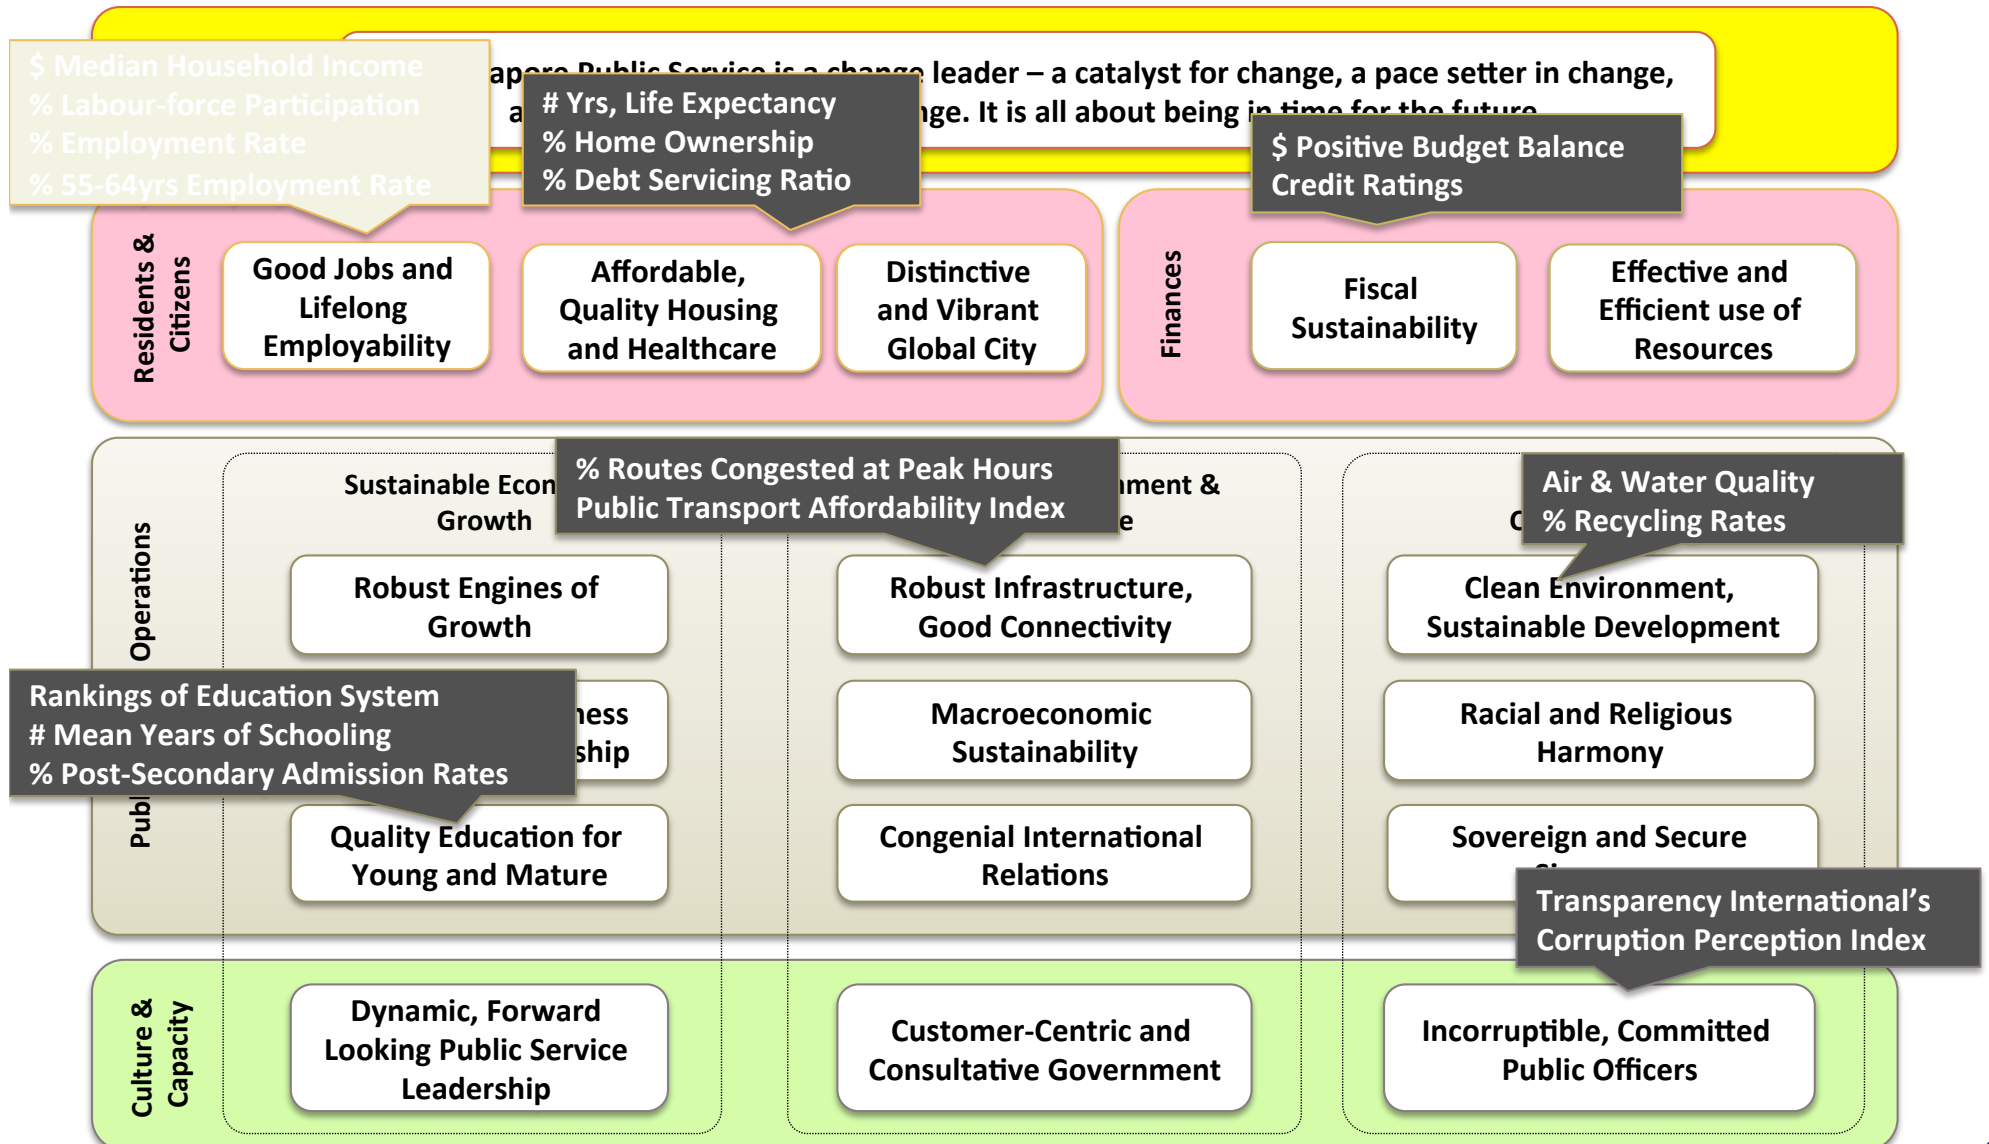 $ Median Household Income
% Labour-force Participation
% Employment Rate
% 55-64yrs Employment Rate
Public Service is a change leader – a catalyst for change, a pace setter in change,
It is all about being in time for the future
# Yrs, Life Expectancy
% Home Ownership
% Debt Servicing Ratio
$ Positive Budget Balance
Credit Ratings
Residents &
Citizens
Good Jobs and
Lifelong
Employability
Affordable,
Quality Housing
and Healthcare
Distinctive
and Vibrant
Global City
Finances
Fiscal
Sustainability
Effective and
Efficient use of
Resources
Operations
Sustainable
Growth
% Routes Congested at Peak Hours
Public Transport Affordability Index
&
Air & Water Quality
% Recycling Rates
Robust Engines of
Growth
Robust Infrastructure,
Good Connectivity
Clean Environment,
Sustainable Development
Rankings of Education System
# Mean Years of Schooling
% Post-Secondary Admission Rates
Macroeconomic
Sustainability
Racial and Religious
Harmony
Quality Education for
Young and Mature
Congenial International
Relations
Sovereign and Secure
Transparency International’s
Corruption Perception Index
Culture &
Capacity
Dynamic, Forward
Looking Public Service
Leadership
Customer-Centric and
Consultative Government
Incorruptible, Committed
Public Officers